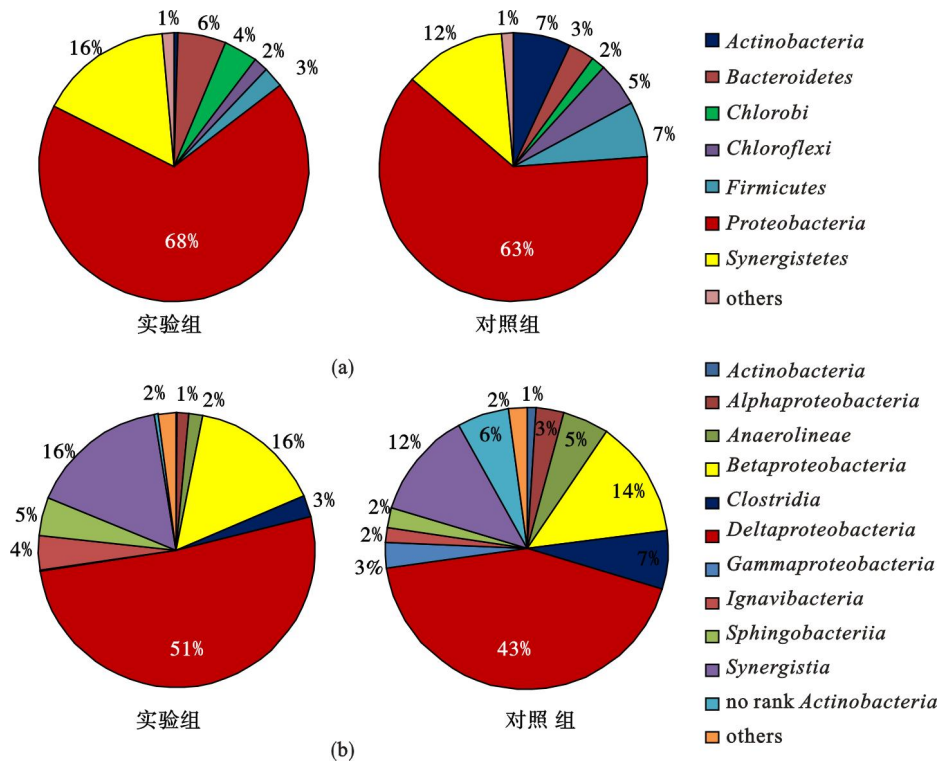 1%
6%
4%
2%
3%
16%
68%
实验组
1%
7%
3%
2%
5%
7%
12%
63%
对照组
Actinobacteria
Bacteroidetes
Chlorobi
Chloroflexi
Firmicutes
Proteobacteria
Synergistetes
others
(a)
2%
1%
2%
16%
3%
16%
5%
4%
51%
实验组
2%
1%
3%
5%
6%
12%
14%
2%
2%
3%
7%
43%
对照 组
Actinobacteria
Alphaproteobacteria
Anaerolineae
Betaproteobacteria
Clostridia
Deltaproteobacteria
Gammaproteobacteria
Ignavibacteria
Sphingobacteriia
Synergistia
no rank Actinobacteria
others
(b)